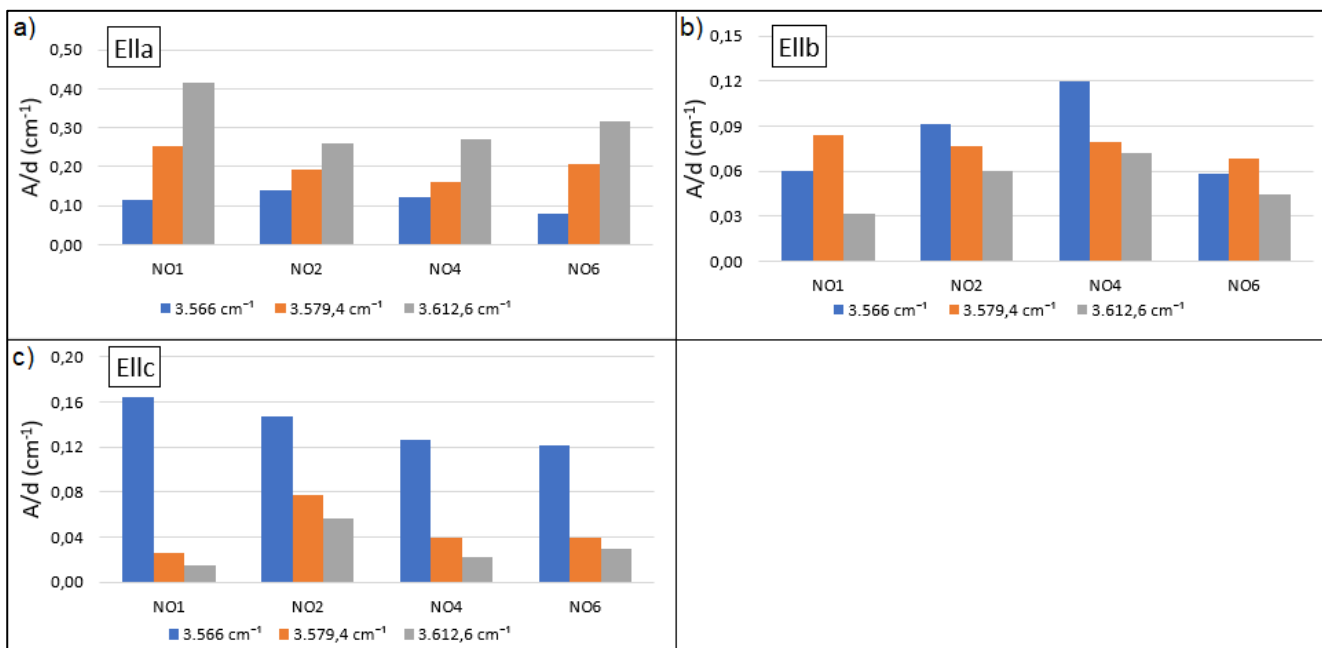 a)
Ella
A/d (cm⁻¹)
0,50
0,40
0,30
0,20
0,10
0,00
NO1 NO2 NO4 NO6
3.566 cm⁻¹ 3.579,4 cm⁻¹ 3.612,6 cm⁻¹
b)
Ellb
A/d (cm⁻¹)
0,15
0,12
0,09
0,06
0,03
0,00
NO1 NO2 NO4 NO6
3.566 cm⁻¹ 3.579,4 cm⁻¹ 3.612,6 cm⁻¹
c)
Ellc
A/d (cm⁻¹)
0,20
0,16
0,12
0,08
0,04
0,00
NO1 NO2 NO4 NO6
3.566 cm⁻¹ 3.579,4 cm⁻¹ 3.612,6 cm⁻¹